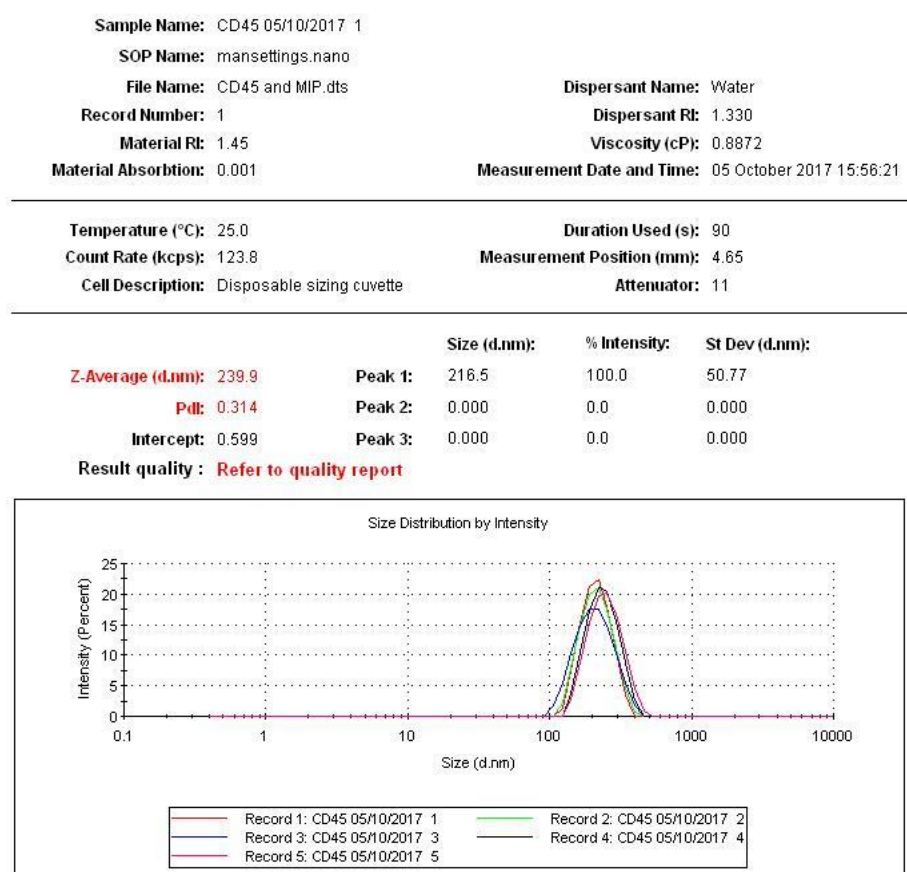 Sample Name: CD45 05/10/2017 1
SOP Name: mansettings.nano
File Name: CD45 and MIP.dts Dispersant Name: Water
Record Number: 1 Dispersant RI: 1.330
Material RI: 1.45 Viscosity (cP): 0.8872
Material Absorbtion: 0.001 Measurement Date and Time: 05 October 2017 15:56:21
Temperature (°C): 25.0 Duration Used (s): 90
Count Rate (kcps): 123.8 Measurement Position (mm): 4.65
Cell Description: Disposable sizing cuvette Attenuator: 11
Size (d.nm): % Intensity: St Dev (d.nm):
Z-Average (d.nm): 239.9 Peak 1: 216.5 100.0 50.77
PdI: 0.314 Peak 2: 0.000 0.0 0.000
Intercept: 0.599 Peak 3: 0.000 0.0 0.000
Result quality : Refer to quality report
Size Distribution by Intensity
Intensity (Percent)
25
20
15
10
5
0
0.1 1 10 100 1000 10000
Size (d.nm)
Record 1: CD45 05/10/2017 1 Record 2: CD45 05/10/2017 2
Record 3: CD45 05/10/2017 3 Record 4: CD45 05/10/2017 4
Record 5: CD45 05/10/2017 5